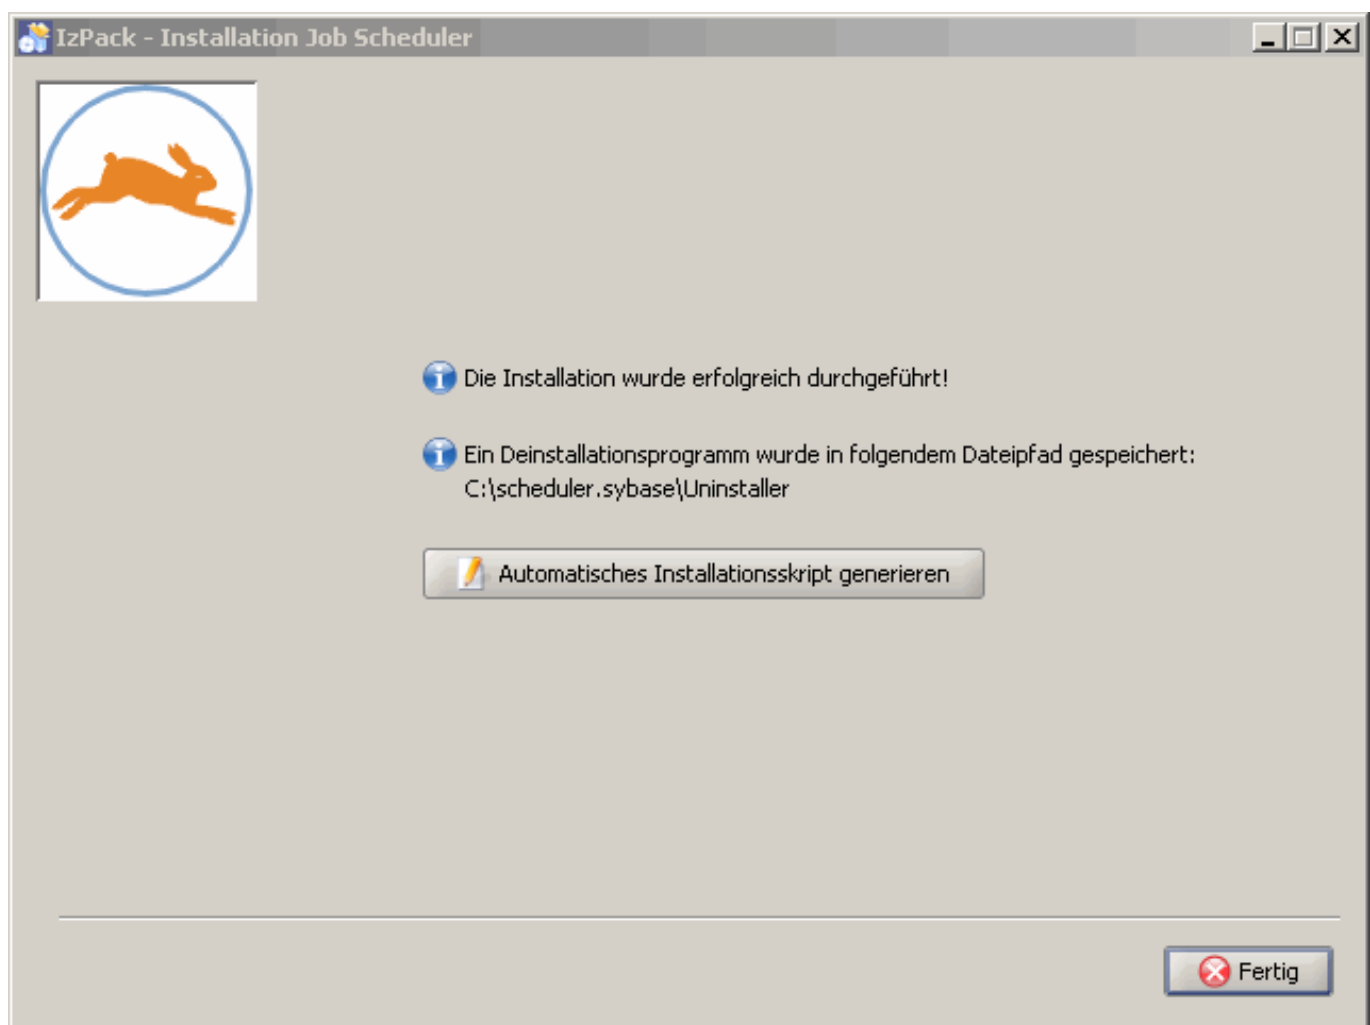 IzPack - Installation Job Scheduler
Die Installation wurde erfolgreich durchgeführt!
Ein Deinstallationsprogramm wurde in folgendem Dateipfad gespeichert:
C:\scheduler.sybase\Uninstaller
Automatisches Installationsskript generieren
Fertig